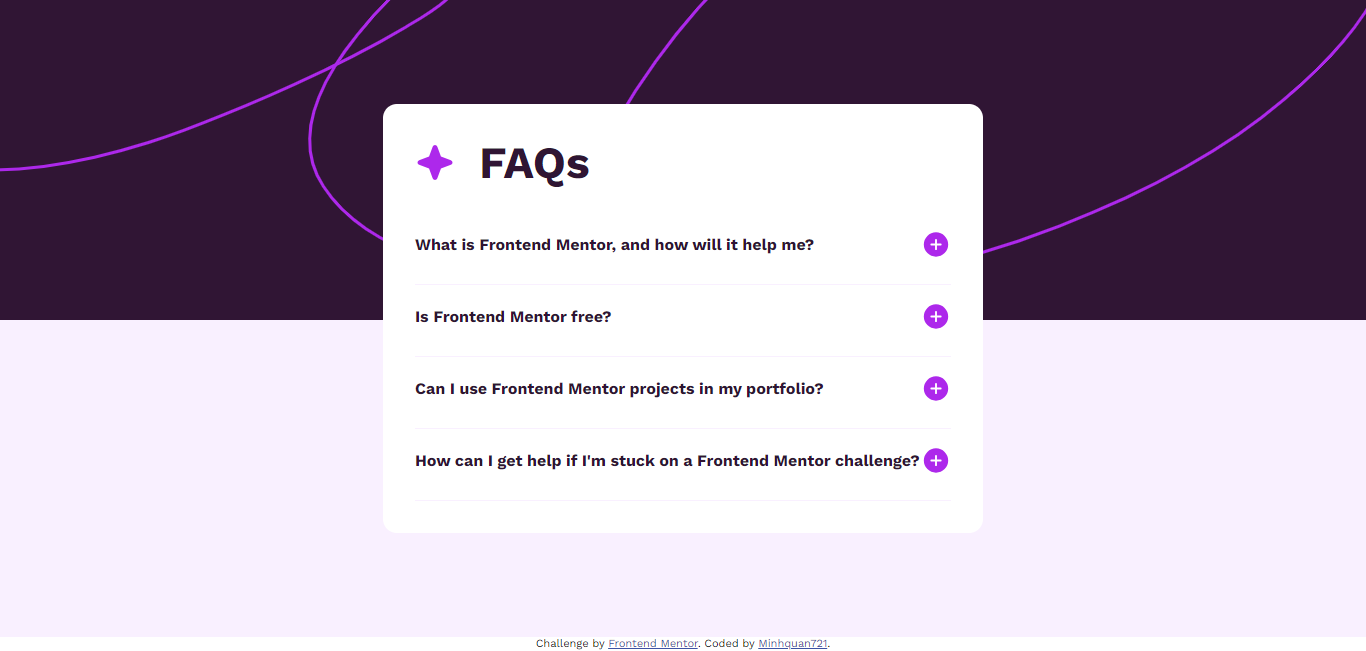 FAQs
What is Frontend Mentor, and how will it help me?
Is Frontend Mentor free?
Can I use Frontend Mentor projects in my portfolio?
How can I get help if I'm stuck on a Frontend Mentor challenge?
Challenge by Frontend Mentor. Coded by Minhquan721.